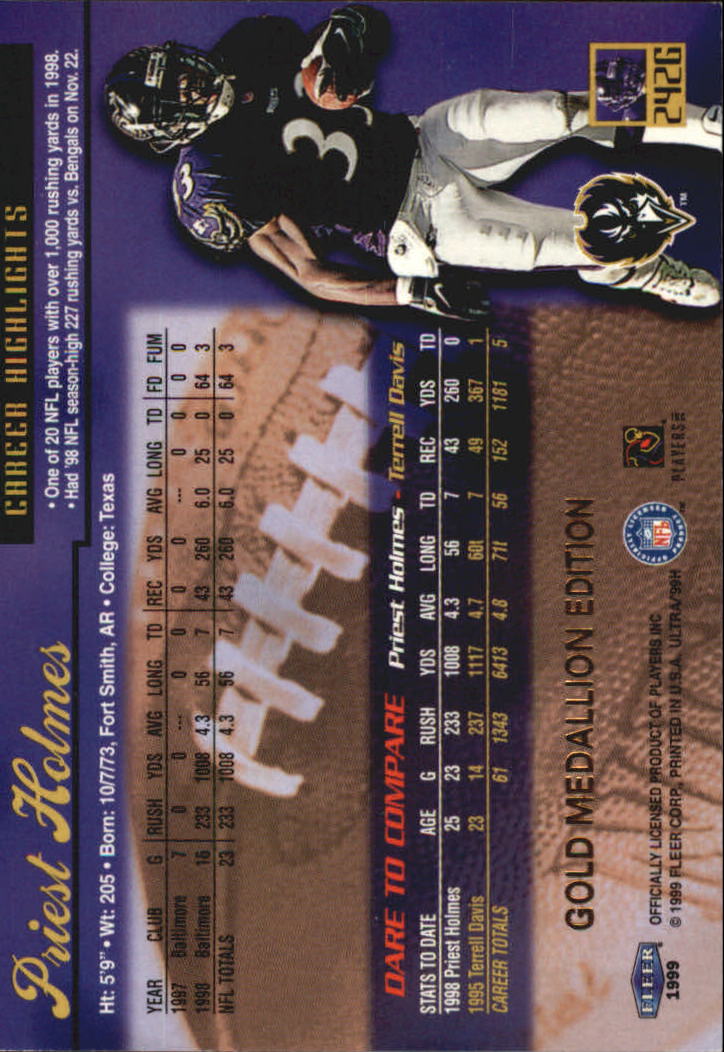 Priest Holmes
CAREER HIGHLIGHTS
• One of 20 NFL players with over 1,000 rushing yards in 1998.
• Had '98 NFL season-high 227 rushing yards vs. Bengals on Nov. 22.
Ht: 5'9" • Wt: 205 • Born: 10/7/73, Fort Smith, AR • College: Texas
YEAR CLUB G RUSH YDS AVG LONG TD REC YDS AVG LONG TD FD FUM
1997 Baltimore 7 0 0 --- 0 0 0 0 --- 0 0 0 0
1998 Baltimore 16 233 1008 4.3 56 7 43 260 6.0 25 0 64 3
NFL TOTALS 23 233 1008 4.3 56 7 43 260 6.0 25 0 64 3
DARE TO COMPARE Priest Holmes - Terrell Davis
STATS TO DATE AGE G RUSH YDS AVG LONG TD REC YDS TD
1998 Priest Holmes 25 23 233 1008 4.3 56 7 43 260 0
1995 Terrell Davis 23 14 237 1117 4.7 60t 7 49 367 1
CAREER TOTALS 61 1343 6413 4.8 71t 56 152 1181 5
GOLD MEDALLION EDITION
FLEER
1999
OFFICIALLY LICENSED PRODUCT OF PLAYERS INC
© 1999 FLEER CORP., PRINTED IN U.S.A. ULTRA/99H
OFFICIALLY LICENSED PRODUCT
NFL
PLAYERS INC
TM
242G
3